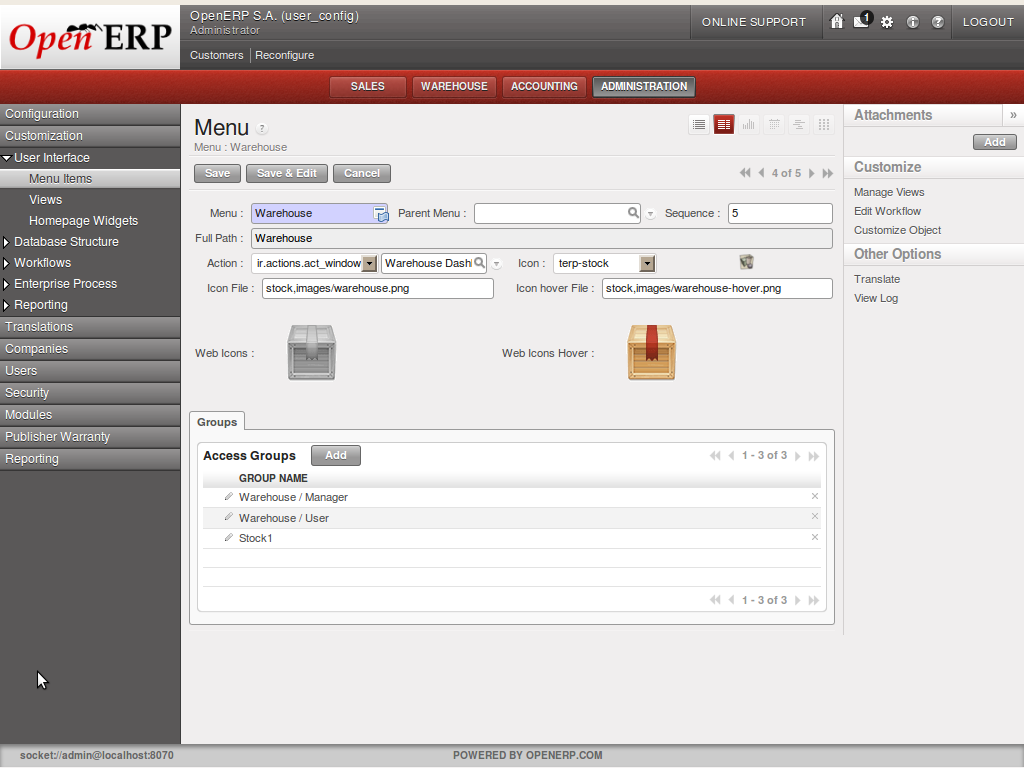 Open ERP
OpenERP S.A. (user_config)
Administrator
Customers Reconfigure
ONLINE SUPPORT
1
LOGOUT
SALES WAREHOUSE ACCOUNTING ADMINISTRATION
Configuration
Customization
User Interface
Menu Items
Views
Homepage Widgets
Database Structure
Workflows
Enterprise Process
Reporting
Translations
Companies
Users
Security
Modules
Publisher Warranty
Reporting
Menu ?
Menu : Warehouse
Save Save & Edit Cancel
4 of 5
Menu : Warehouse Parent Menu : Sequence : 5
Full Path : Warehouse
Action : ir.actions.act_window Warehouse Dash Icon : terp-stock
Icon File : stock,images/warehouse.png Icon hover File : stock,images/warehouse-hover.png
Web Icons : Web Icons Hover :
Groups
Access Groups Add 1 - 3 of 3
GROUP NAME
Warehouse / Manager
Warehouse / User
Stock1
1 - 3 of 3
Attachments »
Add
Customize
Manage Views
Edit Workflow
Customize Object
Other Options
Translate
View Log
socket://admin@localhost:8070
POWERED BY OPENERP.COM